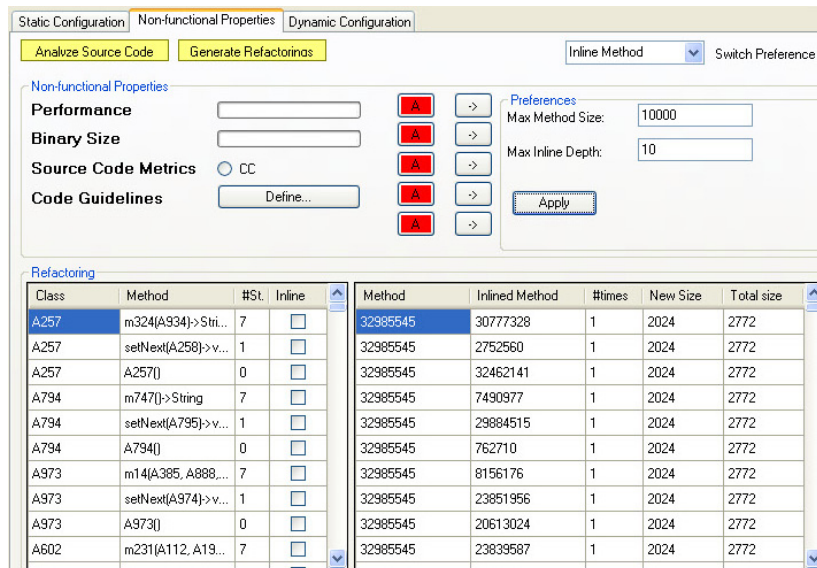 Static Configuration Non-functional Properties Dynamic Configuration
Analyze Source Code Generate Refactorings Inline Method Switch Preference
Non-functional Properties
Performance A ->
Binary Size A ->
Source Code Metrics CC A ->
Code Guidelines Define... A ->
A ->
Preferences
Max Method Size: 10000
Max Inline Depth: 10
Apply
Refactoring
Class Method #St. Inline Method Inlined Method #times New Size Total size
A257 m324(A934)->Stri... 7 32985545 30777328 1 2024 2772
A257 setNext(A258)->v... 1 32985545 2752560 1 2024 2772
A257 A257() 0 32985545 32462141 1 2024 2772
A794 m747()->String 7 32985545 7490977 1 2024 2772
A794 setNext(A795)->v... 1 32985545 29884515 1 2024 2772
A794 A794() 0 32985545 762710 1 2024 2772
A973 m14(A385, A888,... 7 32985545 8156176 1 2024 2772
A973 setNext(A974)->v... 1 32985545 23851956 1 2024 2772
A973 A973() 0 32985545 20613024 1 2024 2772
A602 m231(A112, A19... 7 32985545 23839587 1 2024 2772